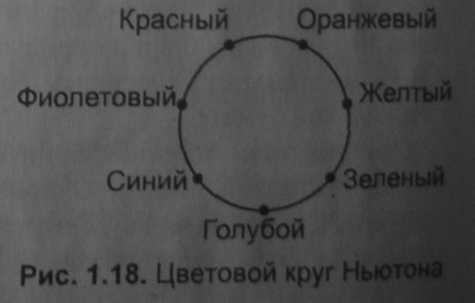 Красный Оранжевый
Фиолетовый Желтый
Синий Зеленый
Голубой
Рис. 1.18. Цветовой круг Ньютона